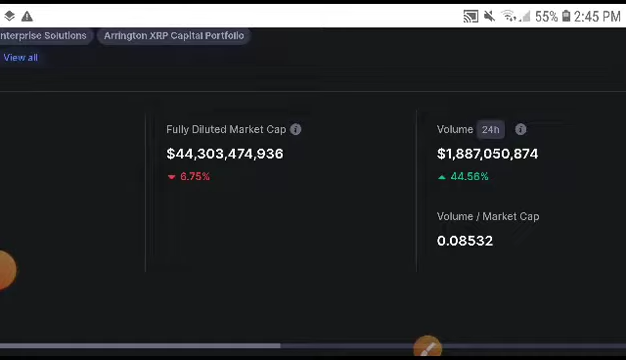 55% 2:45 PM
nterprise Solutions Arrington XRP Capital Portfolio
View all
Fully Diluted Market Cap
$44,303,474,936
6.75%
Volume 24h
$1,887,050,874
44.56%
Volume / Market Cap
0.08532